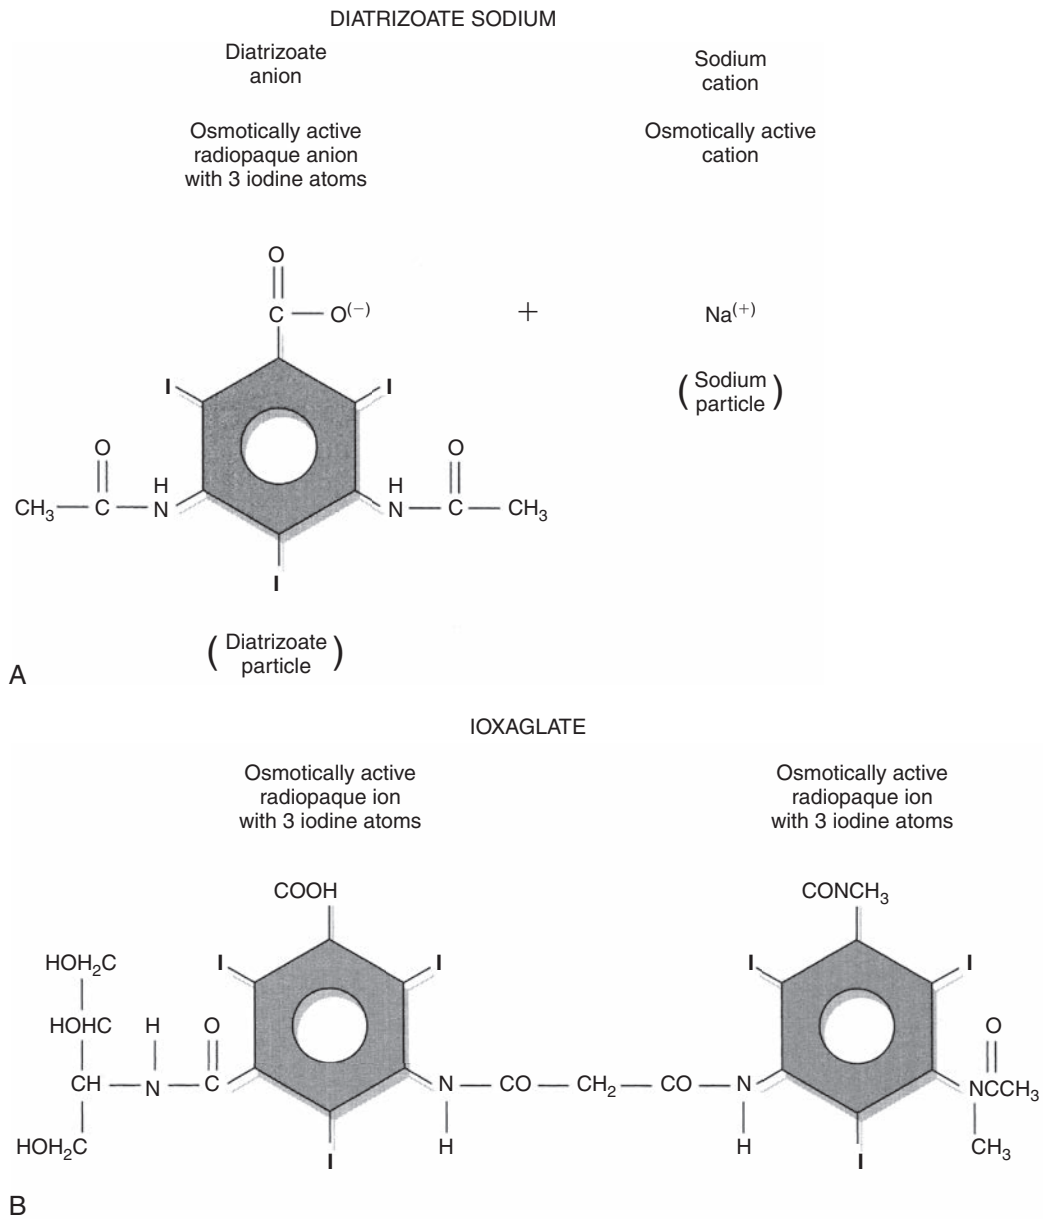 DIATRIZOATE SODIUM
Diatrizoate
anion
Sodium
cation
Osmotically active
radiopaque anion
with 3 iodine atoms
Osmotically active
cation
O
C O(−) + Na(+)
I I
( Sodium
particle )
O O
H H
CH3 C N N C CH3
I
( Diatrizoate
particle )
A
IOXAGLATE
Osmotically active
radiopaque ion
with 3 iodine atoms
Osmotically active
radiopaque ion
with 3 iodine atoms
COOH CONCH3
HOH2C I I I I
HOHC H O O
CH N C N CO CH2 CO N NCCH3
HOH2C I H H I CH3
B